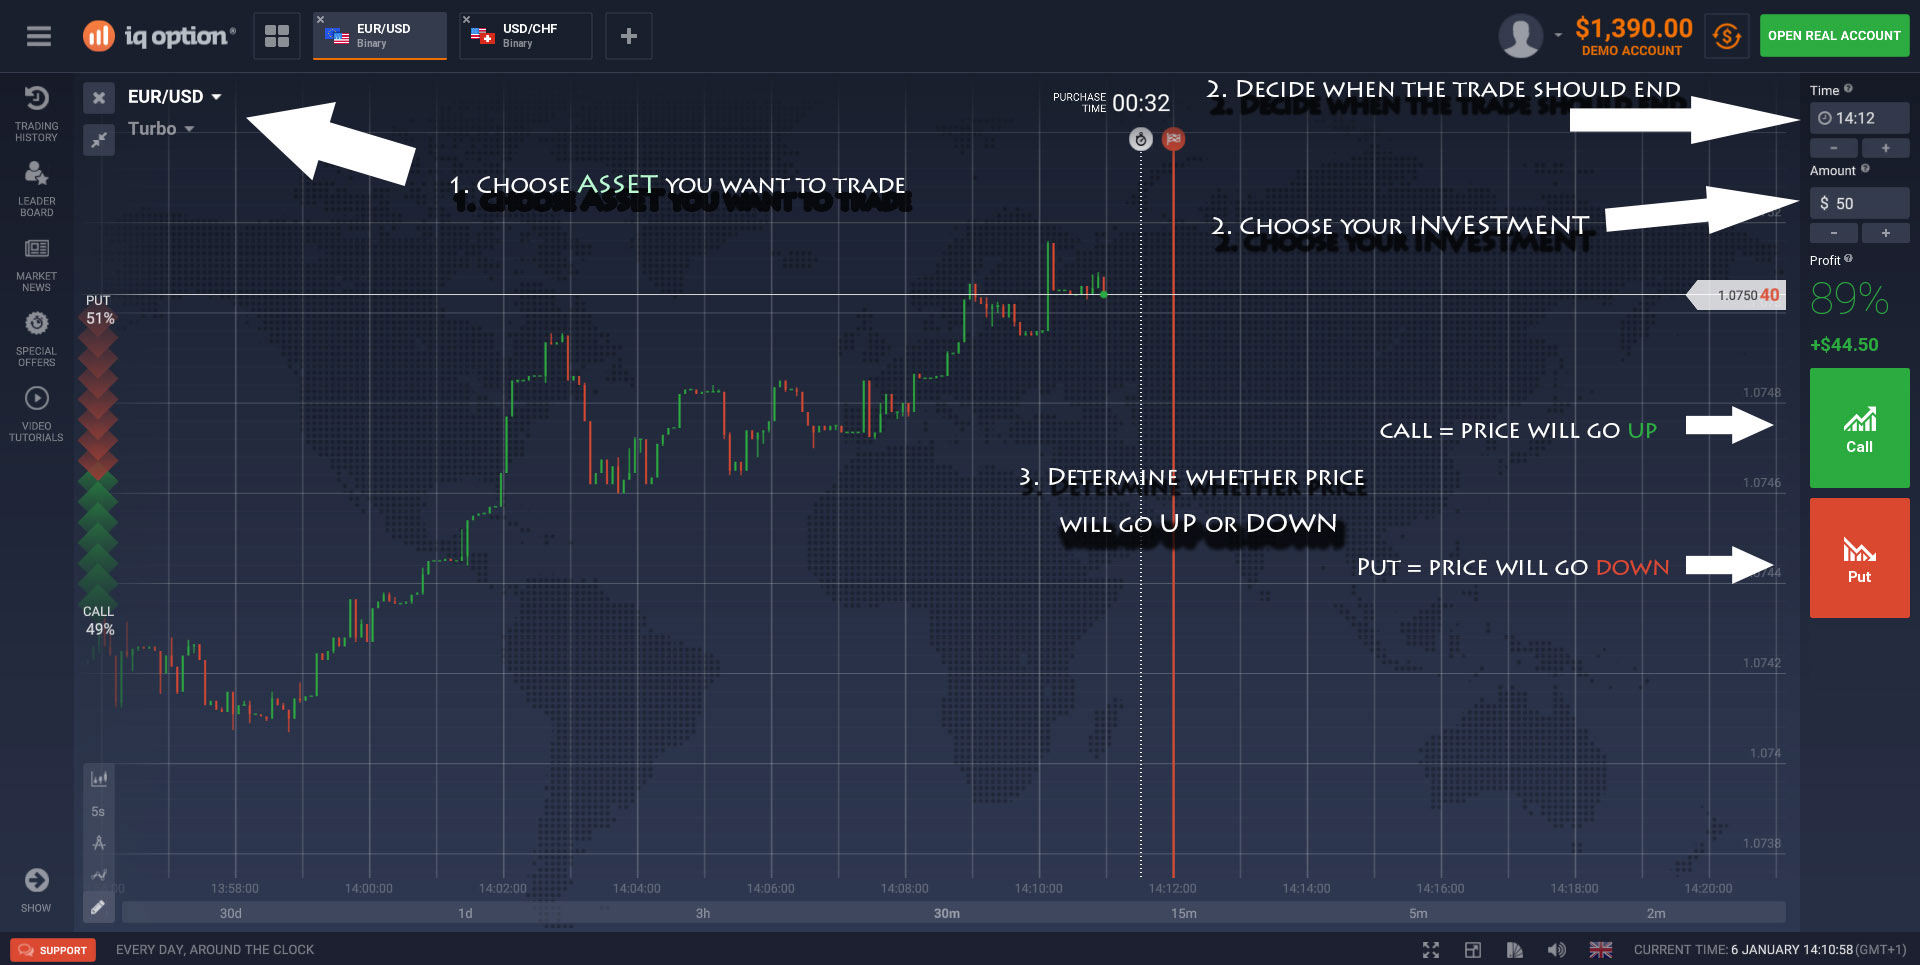 iq option®
EUR/USD
Binary
USD/CHF
Binary
$1,390.00
DEMO ACCOUNT
OPEN REAL ACCOUNT
TRADING
HISTORY
LEADER
BOARD
MARKET
NEWS
SPECIAL
OFFERS
VIDEO
TUTORIALS
SHOW
EUR/USD
Turbo
PURCHASE
TIME
00:32
1. Choose Asset you want to trade
2. Decide when the trade should end
2. Choose your INVESTMENT
Time
14:12
- +
Amount
$ 50
- +
Profit
89%
+$44.50
Call
Put
PUT
51%
CALL
49%
1.075040
1.0748
1.0746
1.0744
1.0742
1.074
1.0738
call = price will go up
3. Determine whether price
will go UP or DOWN
Put = price will go down
5s
13:58:00
14:00:00
14:02:00
14:04:00
14:06:00
14:08:00
14:10:00
14:12:00
14:14:00
14:16:00
14:18:00
14:20:00
30d
1d
3h
30m
15m
5m
2m
SUPPORT
EVERY DAY, AROUND THE CLOCK
CURRENT TIME: 6 JANUARY 14:10:58 (GMT+1)